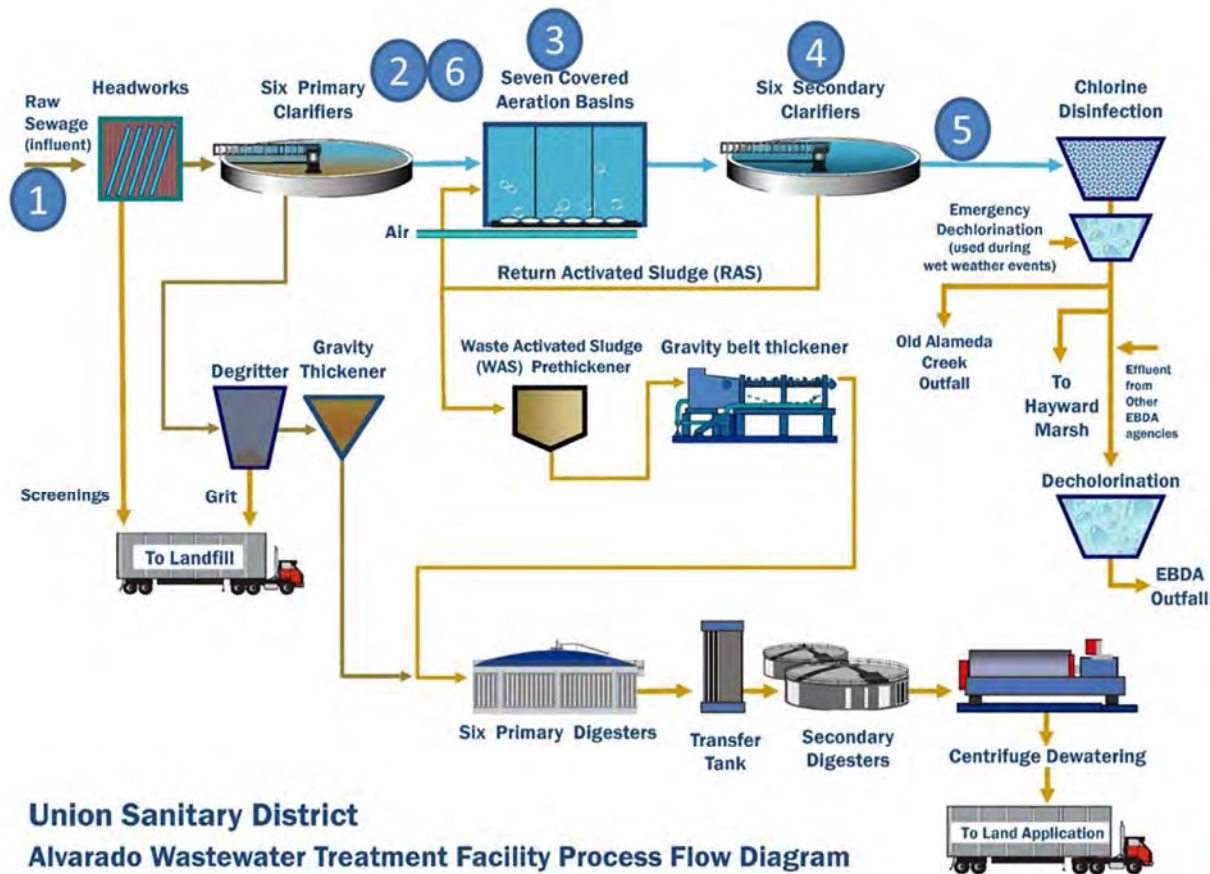 2
6
3
4
5
1
Headworks
Raw
Sewage
(influent)
Six Primary
Clarifiers
Seven Covered
Aeration Basins
Six Secondary
Clarifiers
Chlorine
Disinfection
Air
Return Activated Sludge (RAS)
Emergency
Dechlorination
(used during
wet weather
events)
Old Alameda
Creek
Outfall
To
Hayward
Marsh
Effluent
from
Other
EBDA
agencies
Waste Activated Sludge
(WAS) Prethickener
Gravity belt thickener
Degritter
Gravity
Thickener
Screenings
Grit
To Landfill
Decholorination
EBDA
Outfall
Six Primary Digesters
Transfer
Tank
Secondary
Digesters
Centrifuge Dewatering
To Land Application
Union Sanitary District
Alvarado Wastewater Treatment Facility Process Flow Diagram